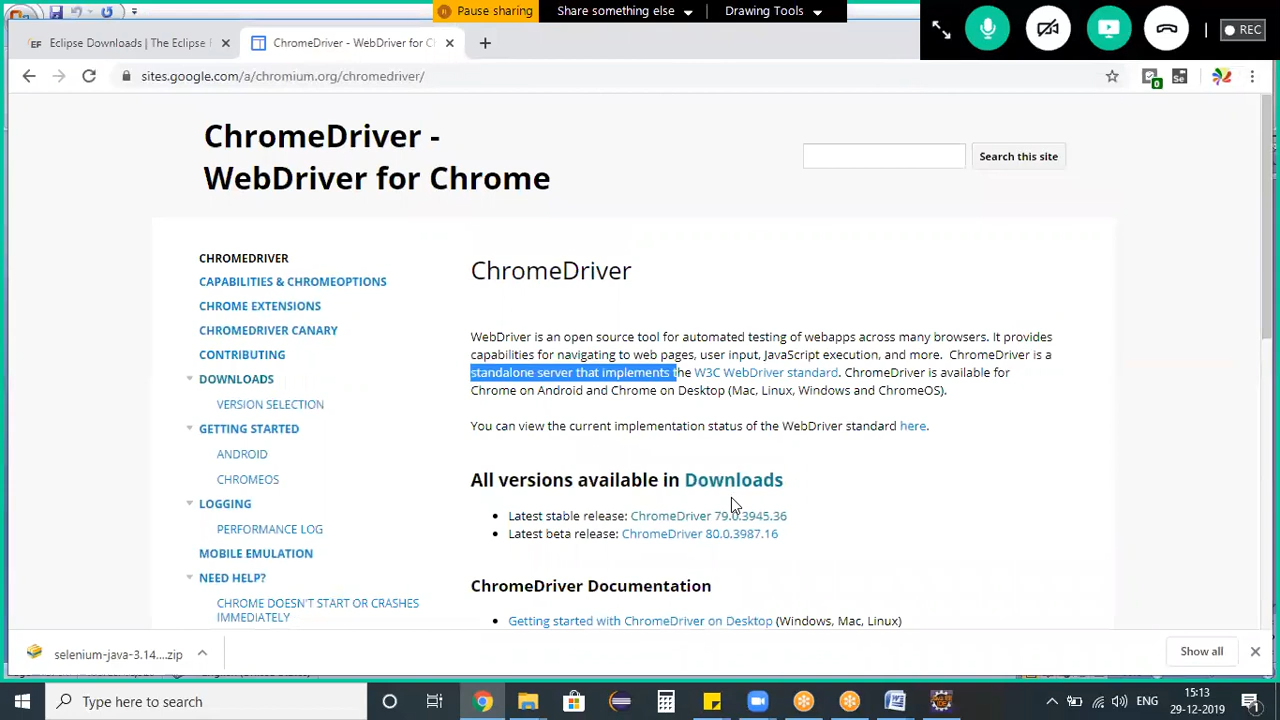 Pause sharing
Share something else
Drawing Tools
REC
Eclipse Downloads | The Eclipse
ChromeDriver - WebDriver for C
sites.google.com/a/chromium.org/chromedriver/
0
Se
ChromeDriver -
WebDriver for Chrome
Search this site
CHROMEDRIVER
CAPABILITIES & CHROMEOPTIONS
CHROME EXTENSIONS
CHROMEDRIVER CANARY
CONTRIBUTING
DOWNLOADS
VERSION SELECTION
GETTING STARTED
ANDROID
CHROMEOS
LOGGING
PERFORMANCE LOG
MOBILE EMULATION
NEED HELP?
CHROME DOESN'T START OR CRASHES
IMMEDIATELY
ChromeDriver
WebDriver is an open source tool for automated testing of webapps across many browsers. It provides
capabilities for navigating to web pages, user input, JavaScript execution, and more. ChromeDriver is a
standalone server that implements the W3C WebDriver standard. ChromeDriver is available for
Chrome on Android and Chrome on Desktop (Mac, Linux, Windows and ChromeOS).
You can view the current implementation status of the WebDriver standard here.
All versions available in Downloads
• Latest stable release: ChromeDriver 79.0.3945.36
• Latest beta release: ChromeDriver 80.0.3987.16
ChromeDriver Documentation
• Getting started with ChromeDriver on Desktop (Windows, Mac, Linux)
selenium-java-3.14....zip
Show all
Type here to search
ENG
15:13
29-12-2019
1